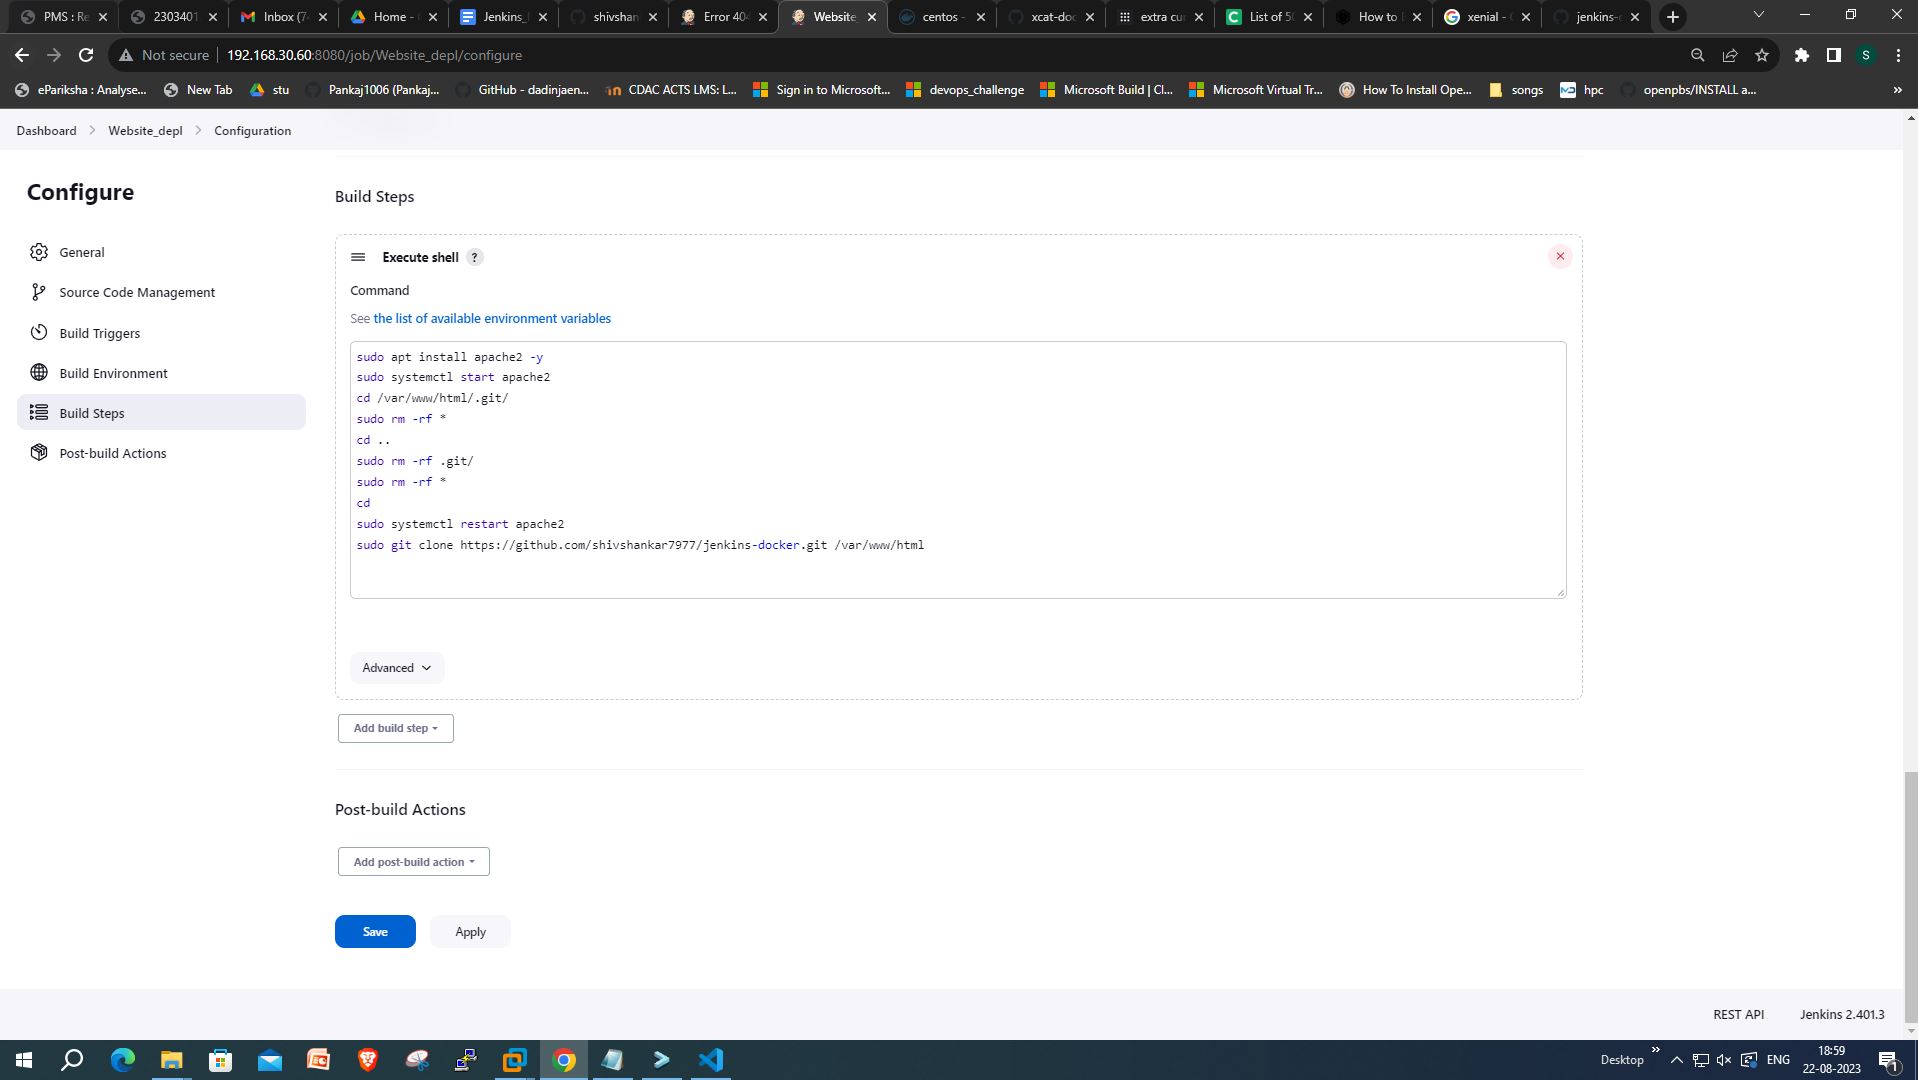 PMS : Re
2303401
Inbox (74
Home -
Jenkins_
shivshan
Error 404
Website_
centos -
xcat-doc
extra cur
List of 50
How to
xenial -
jenkins-
Not secure
192.168.30.60:8080/job/Website_depl/configure
S
ePariksha : Analyse...
New Tab
stu
Pankaj1006 (Pankaj...
GitHub - dadinjaen...
CDAC ACTS LMS: L...
Sign in to Microsoft...
devops_challenge
Microsoft Build | Cl...
Microsoft Virtual Tr...
How To Install Ope...
songs
hpc
openpbs/INSTALL a...
»
Dashboard > Website_depl > Configuration
Configure
General
Source Code Management
Build Triggers
Build Environment
Build Steps
Post-build Actions
Build Steps
Execute shell ?
Command
See the list of available environment variables
sudo apt install apache2 -y
sudo systemctl start apache2
cd /var/www/html/.git/
sudo rm -rf *
cd ..
sudo rm -rf .git/
sudo rm -rf *
cd
sudo systemctl restart apache2
sudo git clone https://github.com/shivshankar7977/jenkins-docker.git /var/www/html
Advanced
Add build step
Post-build Actions
Add post-build action
Save
Apply
REST API
Jenkins 2.401.3
Desktop
»
ENG
18:59
22-08-2023
1